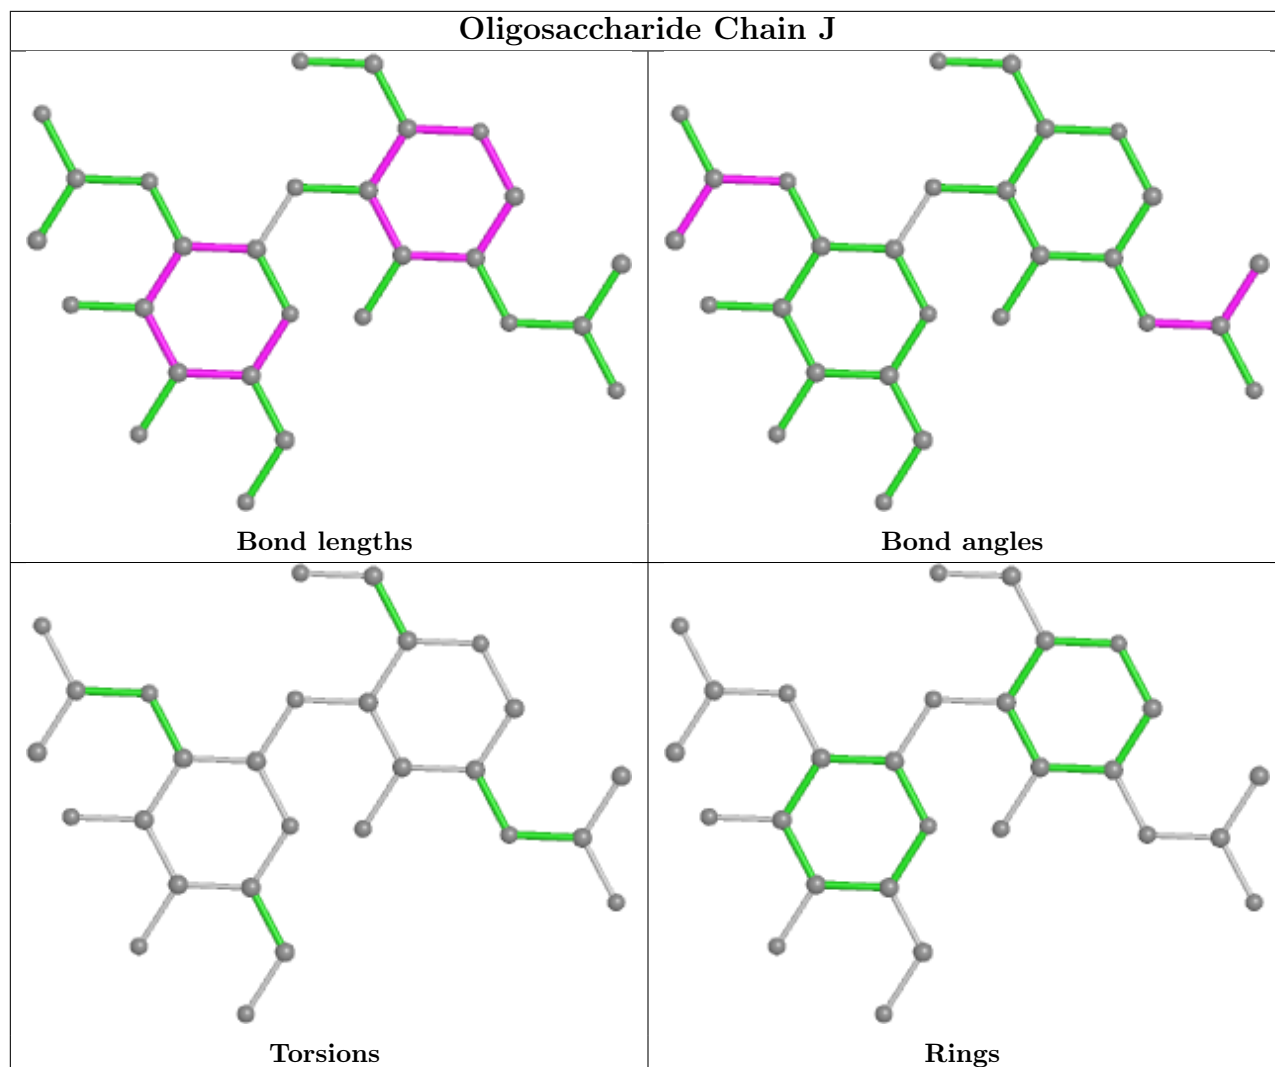 Oligosaccharide Chain J
Bond lengths
Bond angles
Torsions
Rings